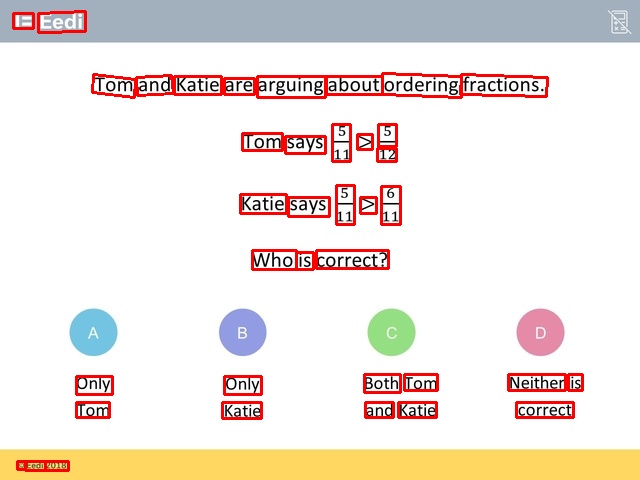 Eedi
Tom and Katie are arguing about ordering fractions.
Tom says 5/11 > 5/12
Katie says 5/11 > 6/11
Who is correct?
A B C D
Only Tom
Only Katie
Both Tom and Katie
Neither is correct
© Eedi 2018